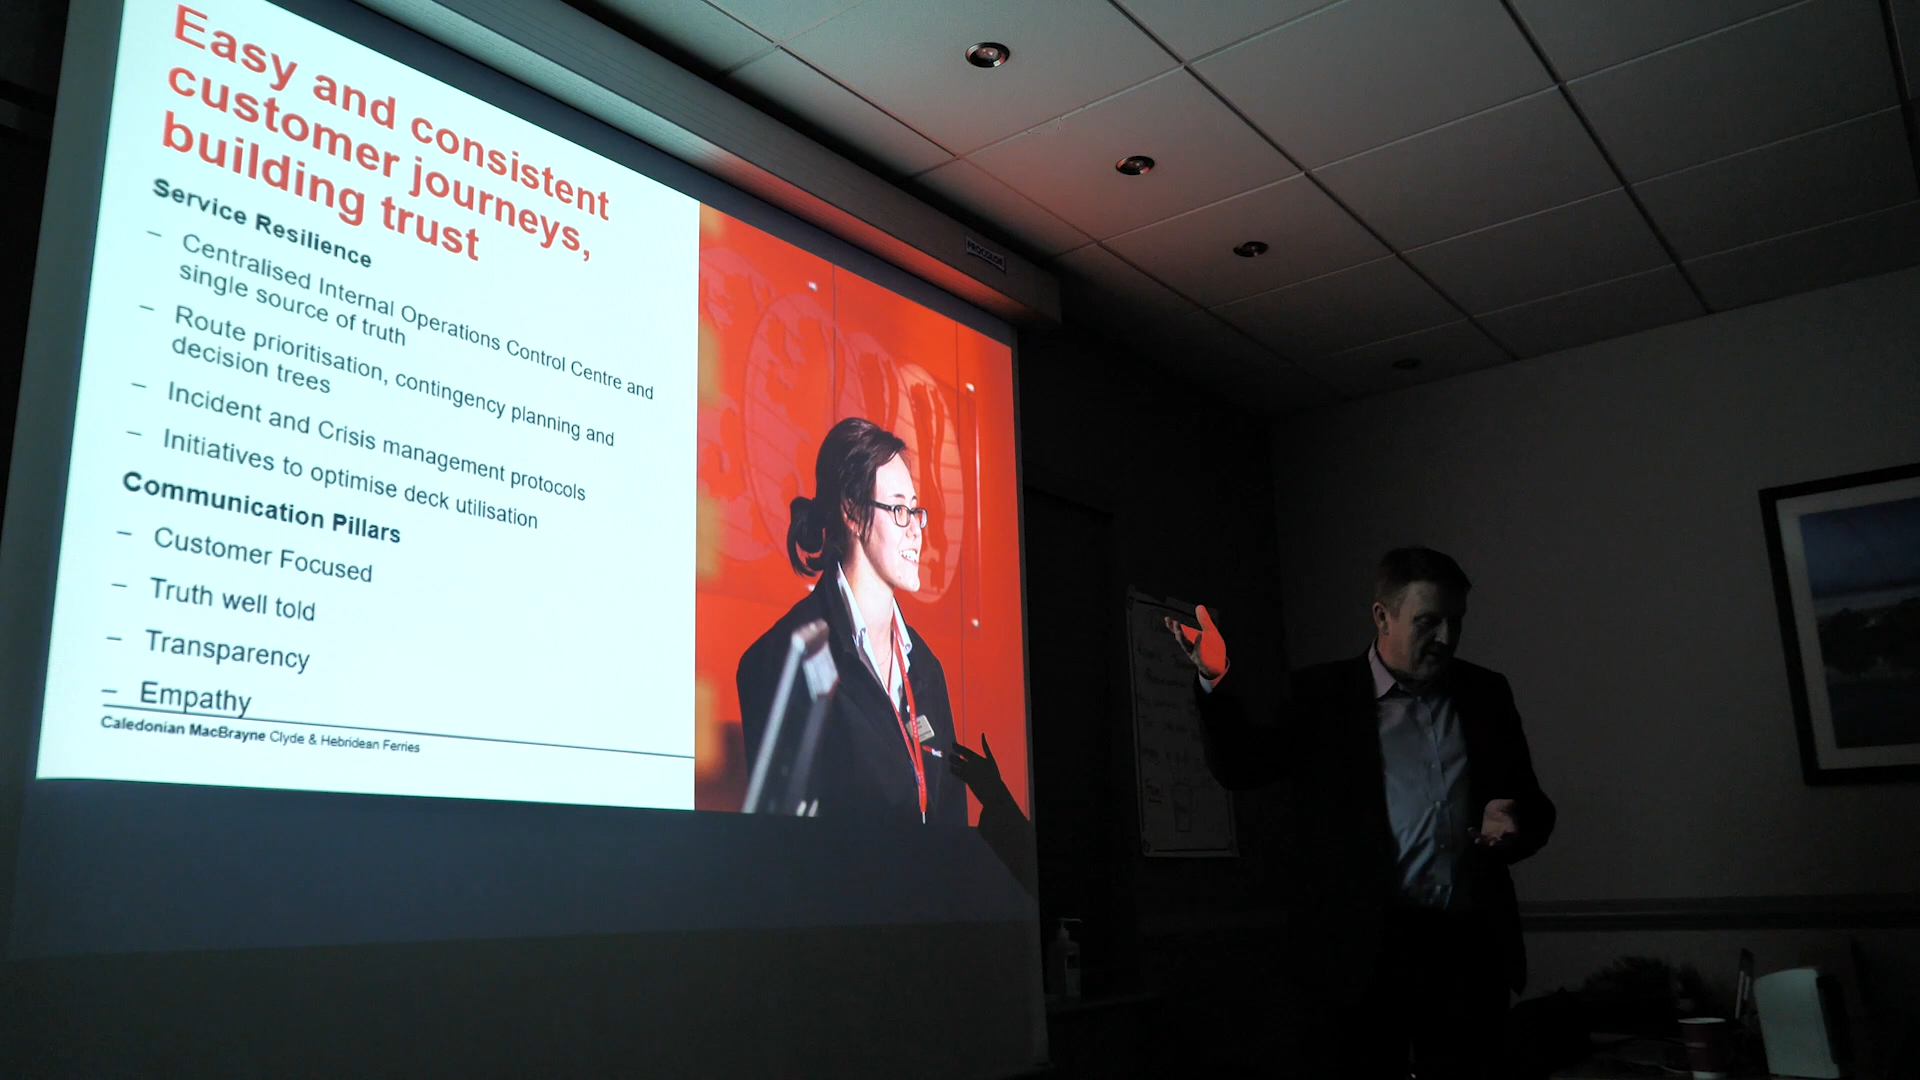 Easy and consistent
customer journeys,
building trust
Service Resilience
– Centralised Internal Operations Control Centre and
single source of truth
– Route prioritisation, contingency planning and
decision trees
– Incident and Crisis management protocols
– Initiatives to optimise deck utilisation
Communication Pillars
– Customer Focused
– Truth well told
– Transparency
– Empathy
Caledonian MacBrayne Clyde & Hebridean Ferries
PROCOLOR